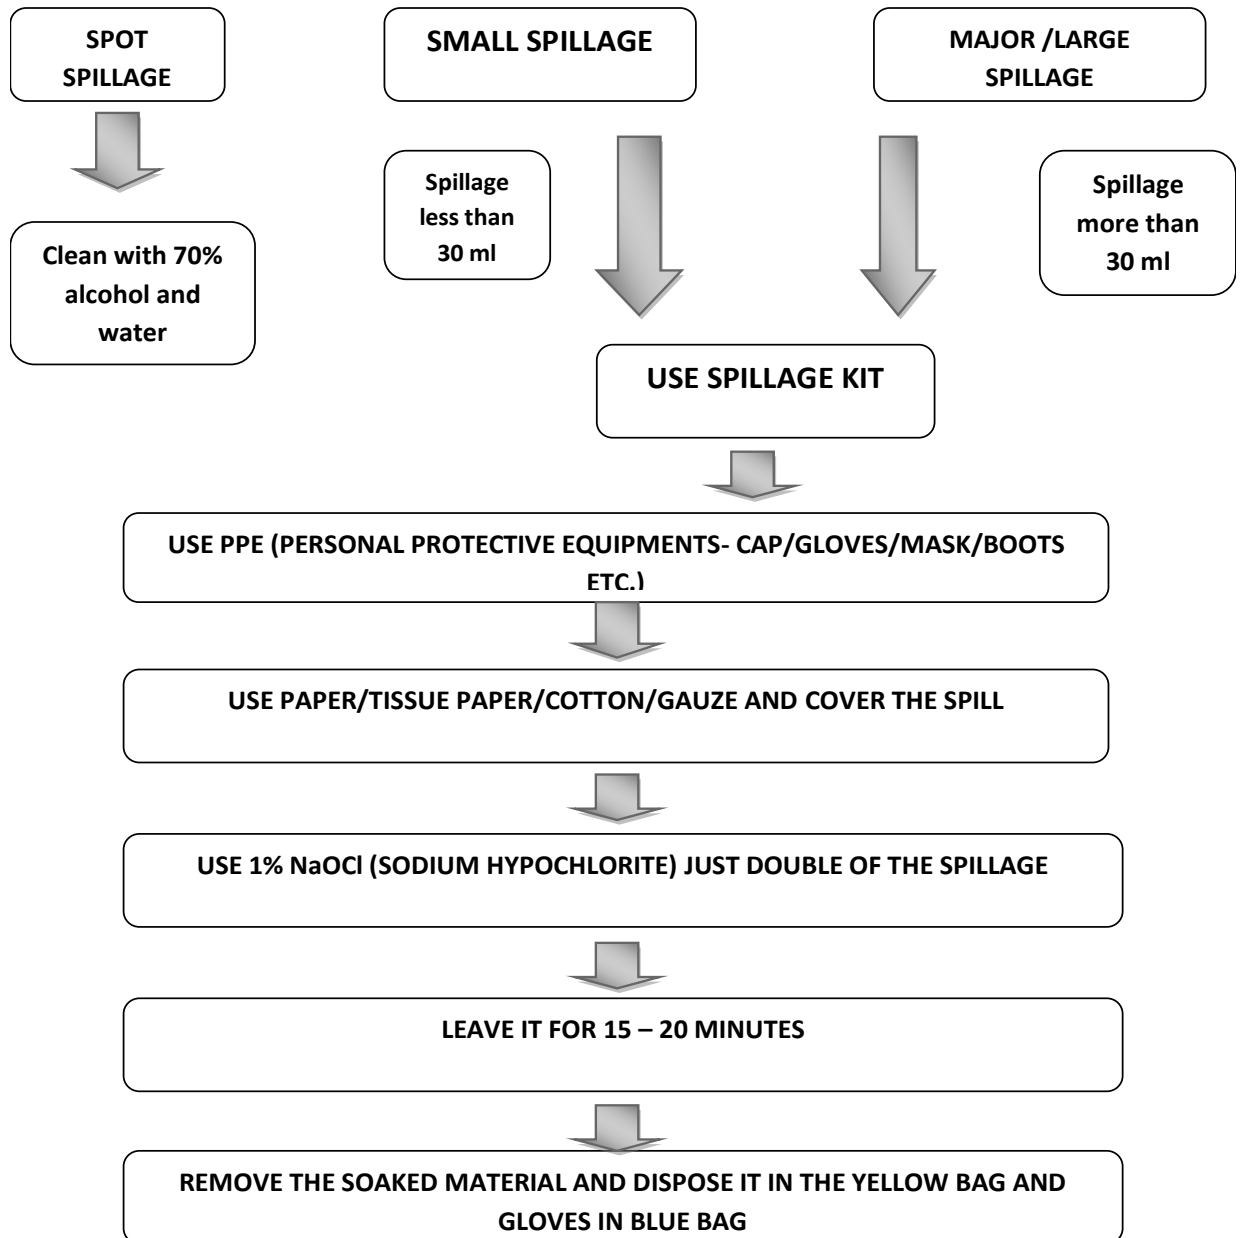 SPOT
SPILLAGE
SMALL SPILLAGE
MAJOR /LARGE
SPILLAGE
Spillage
less than
30 ml
Spillage
more than
30 ml
Clean with 70%
alcohol and
water
USE SPILLAGE KIT
USE PPE (PERSONAL PROTECTIVE EQUIPMENTS- CAP/GLOVES/MASK/BOOTS
ETC.)
USE PAPER/TISSUE PAPER/COTTON/GAUZE AND COVER THE SPILL
USE 1% NaOCl (SODIUM HYPOCHLORITE) JUST DOUBLE OF THE SPILLAGE
LEAVE IT FOR 15 – 20 MINUTES
REMOVE THE SOAKED MATERIAL AND DISPOSE IT IN THE YELLOW BAG AND
GLOVES IN BLUE BAG